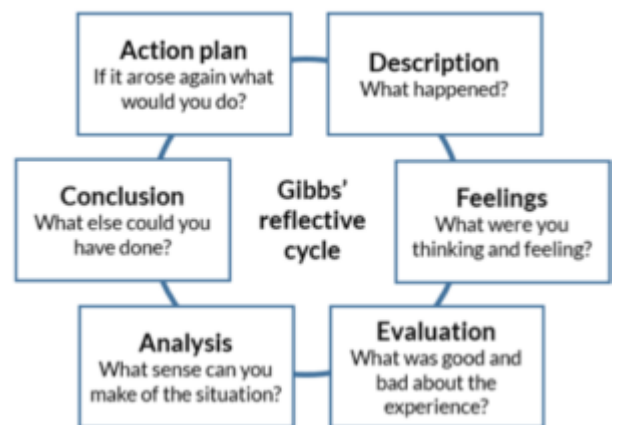 Action plan
If it arose again what
would you do?
Description
What happened?
Conclusion
What else could you
have done?
Gibbs'
reflective
cycle
Feelings
What were you
thinking and feeling?
Analysis
What sense can you
make of the situation?
Evaluation
What was good and
bad about the
experience?